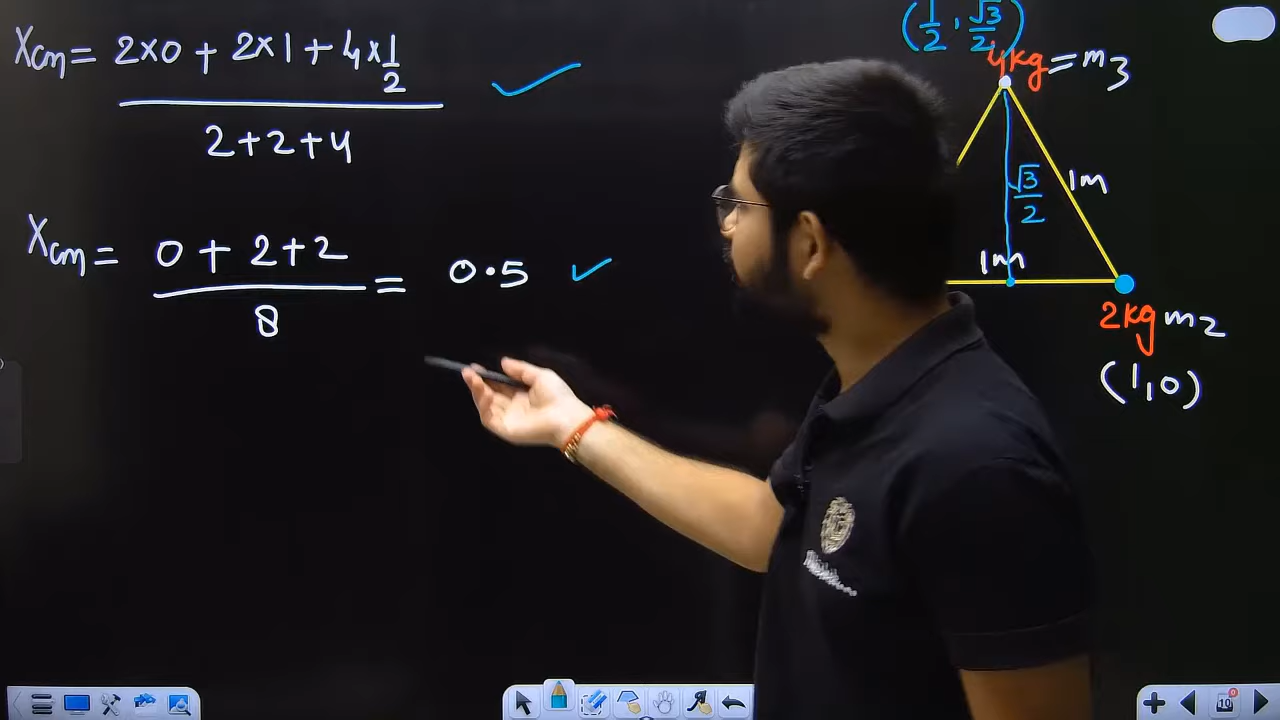 Xcm = 2×0 + 2×1 + 4×1/2
2+2+4
Xcm = 0 + 2+2 = 0.5
8
(1/2, √3/2)
4kg = m3
√3/2
1m
1m
2kg m2
(1,0)
10